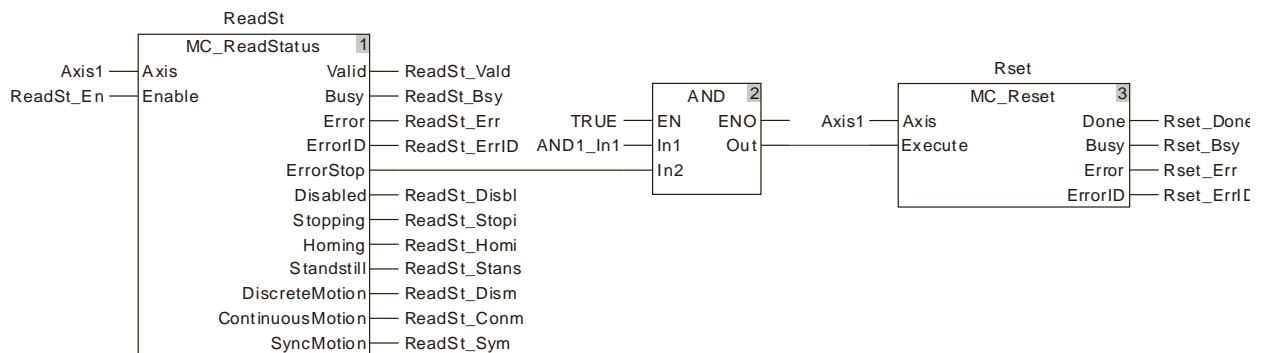 ReadSt
MC_ReadStatus 1
Axis1 Axis Valid ReadSt_Vald
ReadSt_En Enable Busy ReadSt_Bsy
Error ReadSt_Err
ErrorID ReadSt_ErrID
ErrorStop
Disabled ReadSt_Disbl
Stopping ReadSt_Stopi
Homing ReadSt_Homi
Standstill ReadSt_Stans
DiscreteMotion ReadSt_Dism
ContinuousMotion ReadSt_Conm
SyncMotion ReadSt_Sym
AND 2
TRUE EN ENO
AND1_In1 In1 Out
In2
Rset
MC_Reset 3
Axis1 Axis Done Rset_Done
Execute Busy Rset_Bsy
Error Rset_Err
ErrorID Rset_ErrID